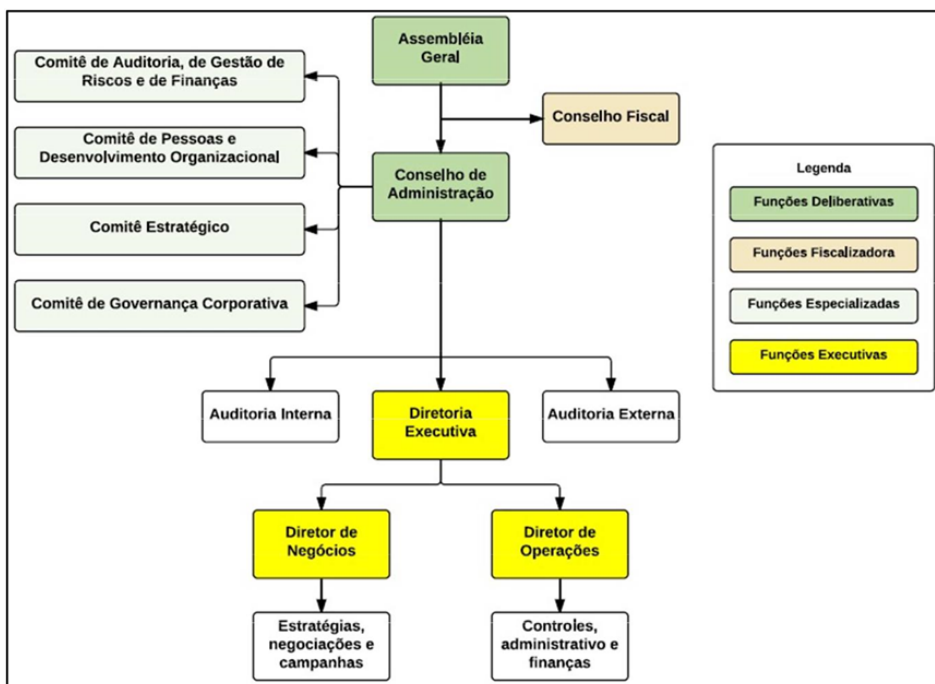 Assembléia
Geral
Comitê de Auditoria, de Gestão de
Riscos e de Finanças
Conselho Fiscal
Comitê de Pessoas e
Desenvolvimento Organizacional
Conselho de
Administração
Comitê Estratégico
Comitê de Governança Corporativa
Legenda
Funções Deliberativas
Funções Fiscalizadora
Funções Especializadas
Funções Executivas
Auditoria Interna
Diretoria
Executiva
Auditoria Externa
Diretor de
Negócios
Diretor de
Operações
Estratégias,
negociações e
campanhas
Controles,
administrativo e
finanças